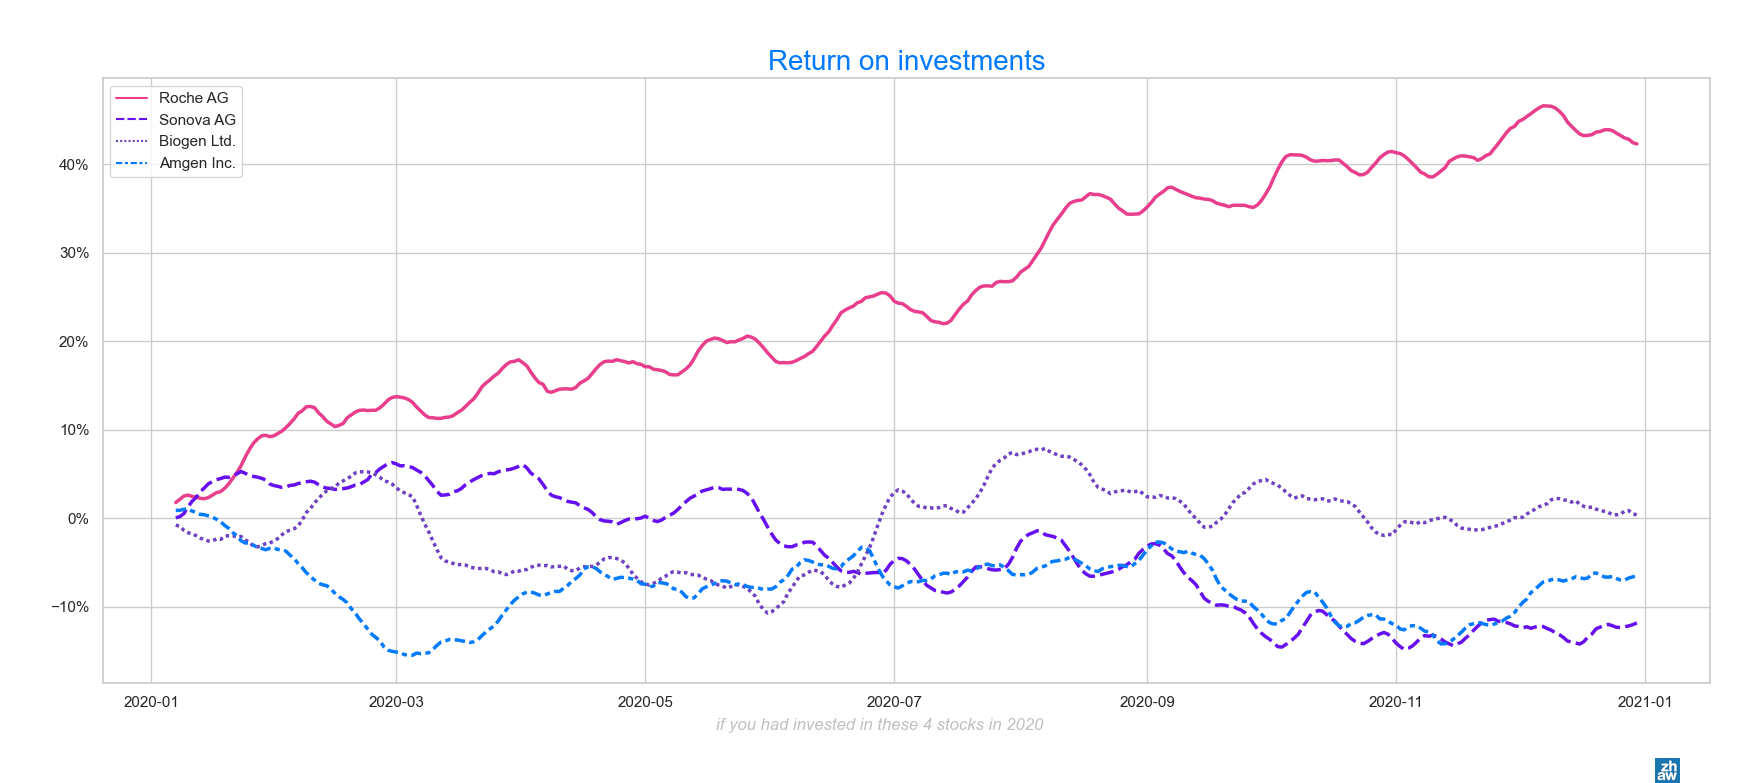 Return on investments
Roche AG
Sonova AG
Biogen Ltd.
Amgen Inc.
40%
30%
20%
10%
0%
−10%
2020-01 2020-03 2020-05 2020-07 2020-09 2020-11 2021-01
if you had invested in these 4 stocks in 2020
zh
aw